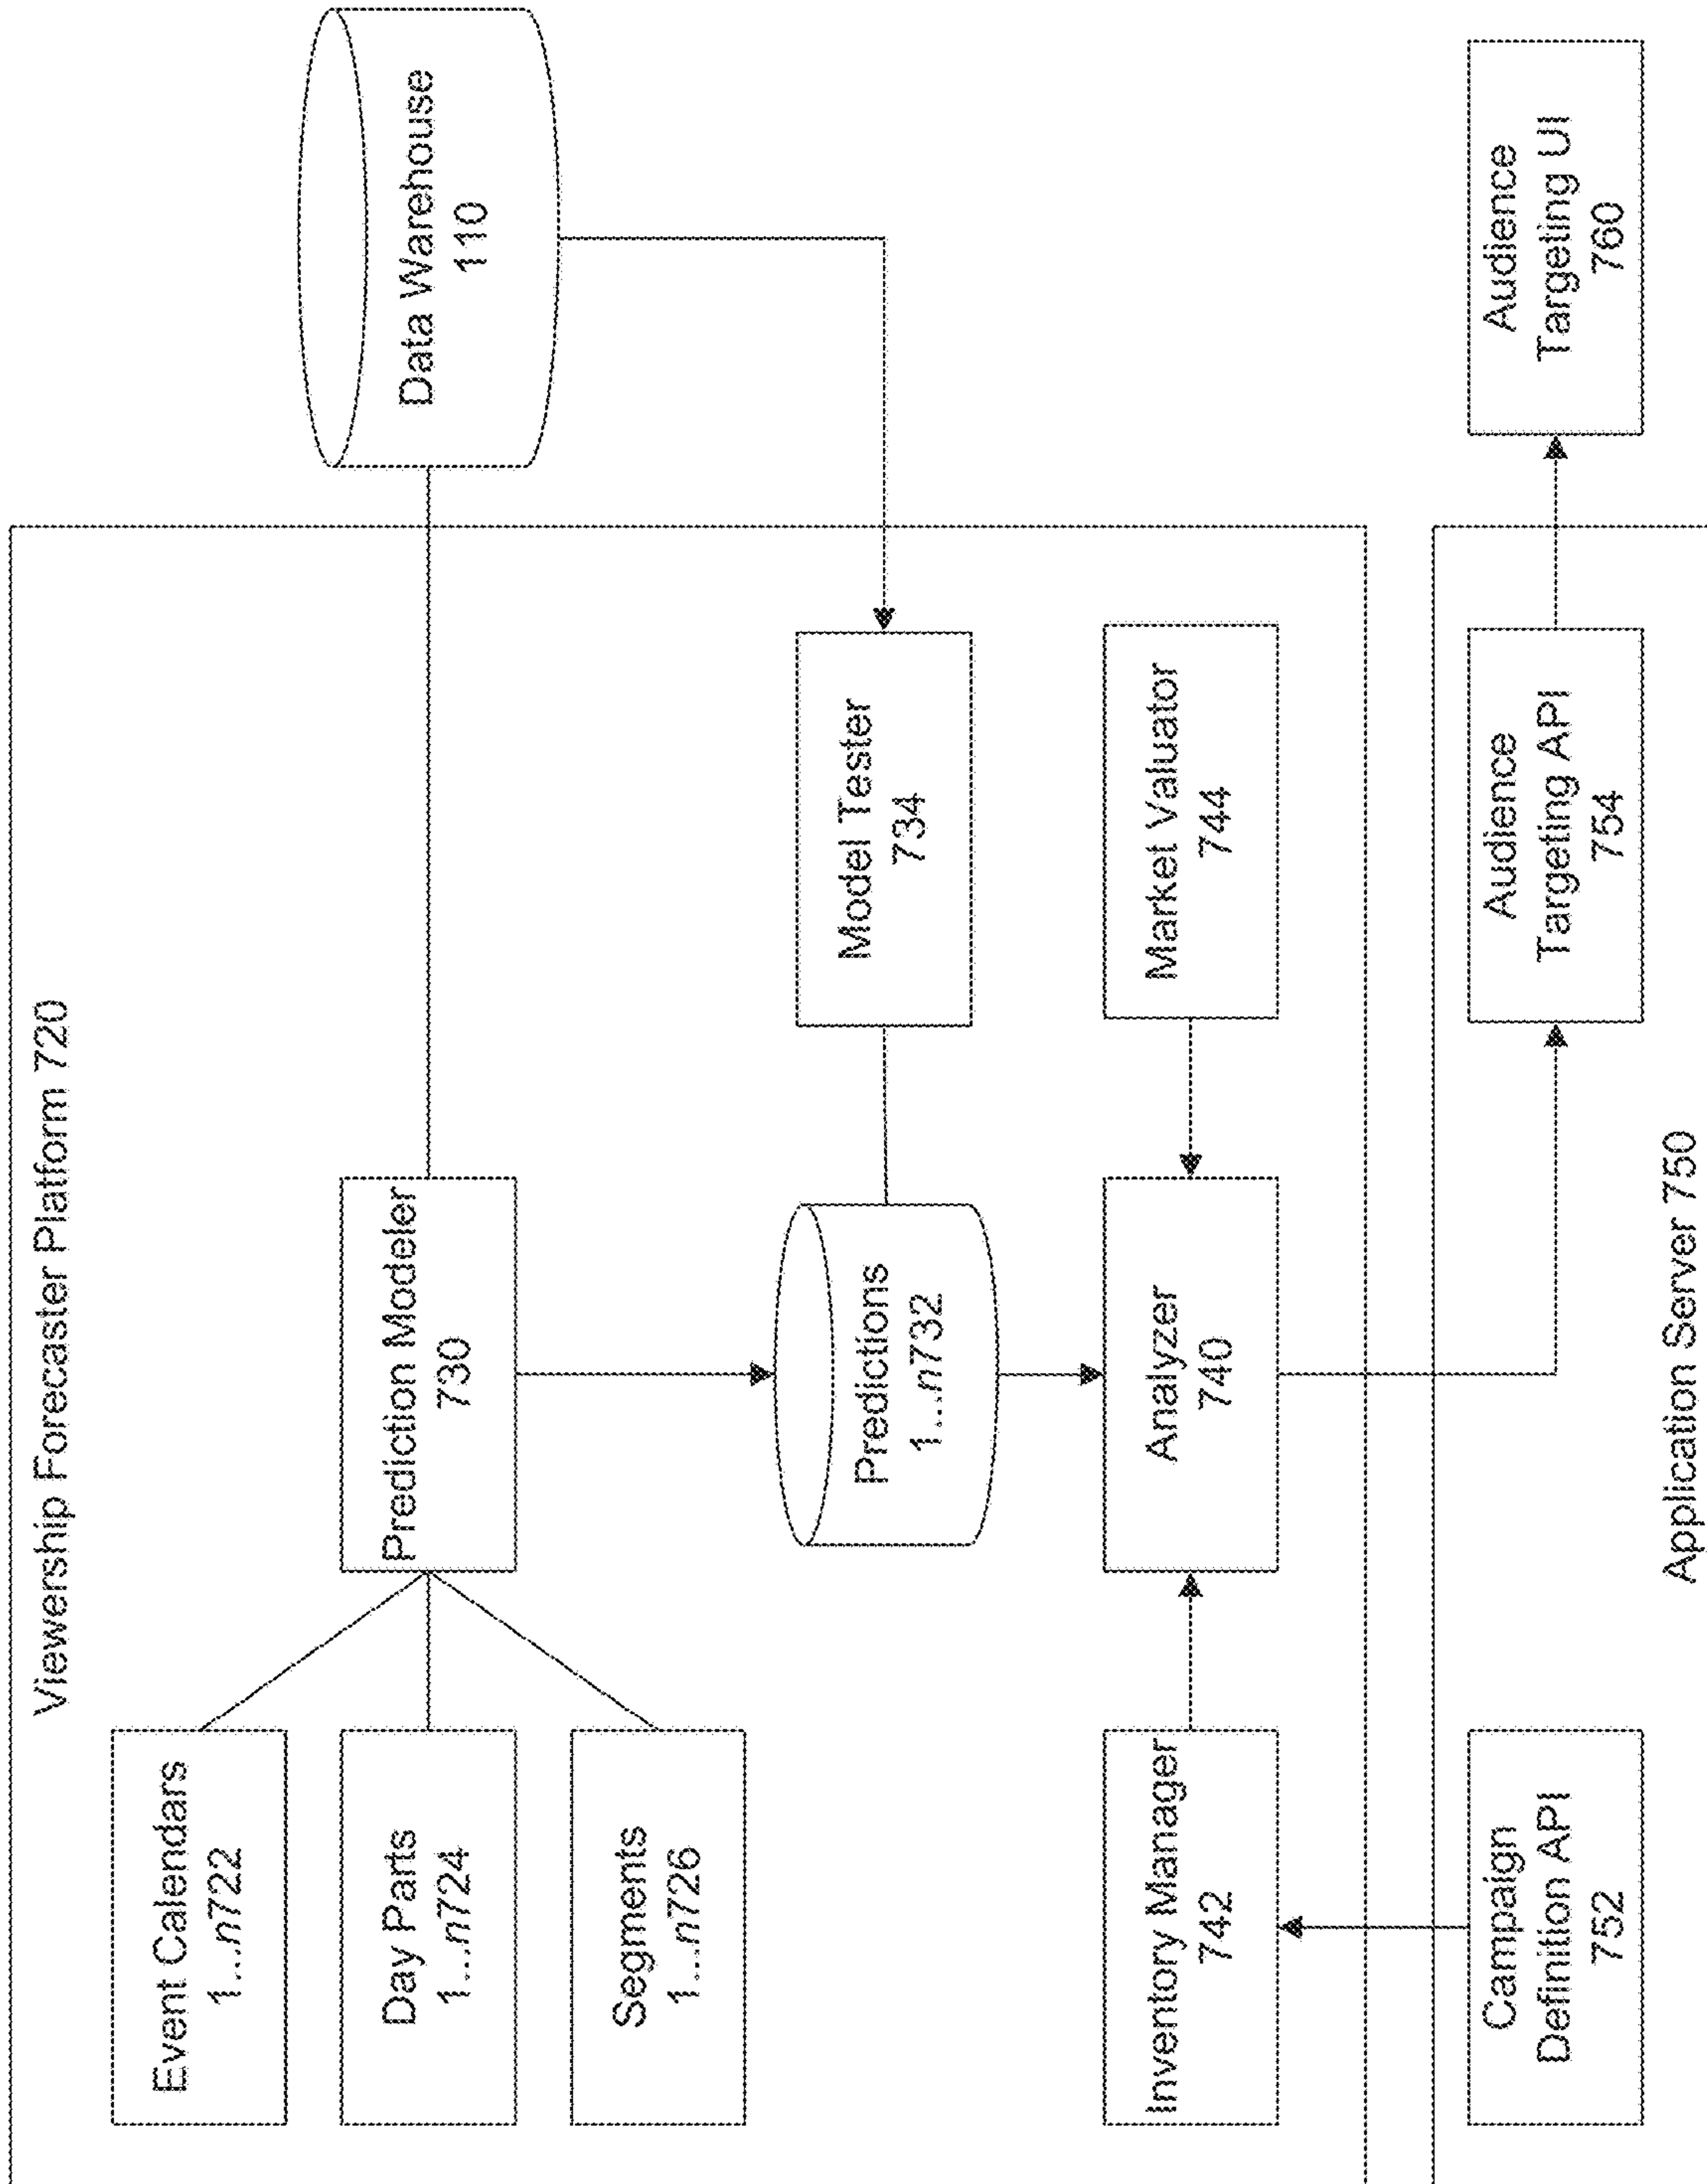 Viewership Forecaster Platform 720
Event Calendars
1...n722
Day Parts
1...n724
Segments
1...n726
Prediction Modeler
730
Data Warehouse
110
Predictions
1...n732
Model Tester
734
Inventory Manager
742
Analyzer
740
Market Valuator
744
Campaign
Definition API
752
Audience
Targeting API
754
Audience
Targeting UI
760
Application Server 750